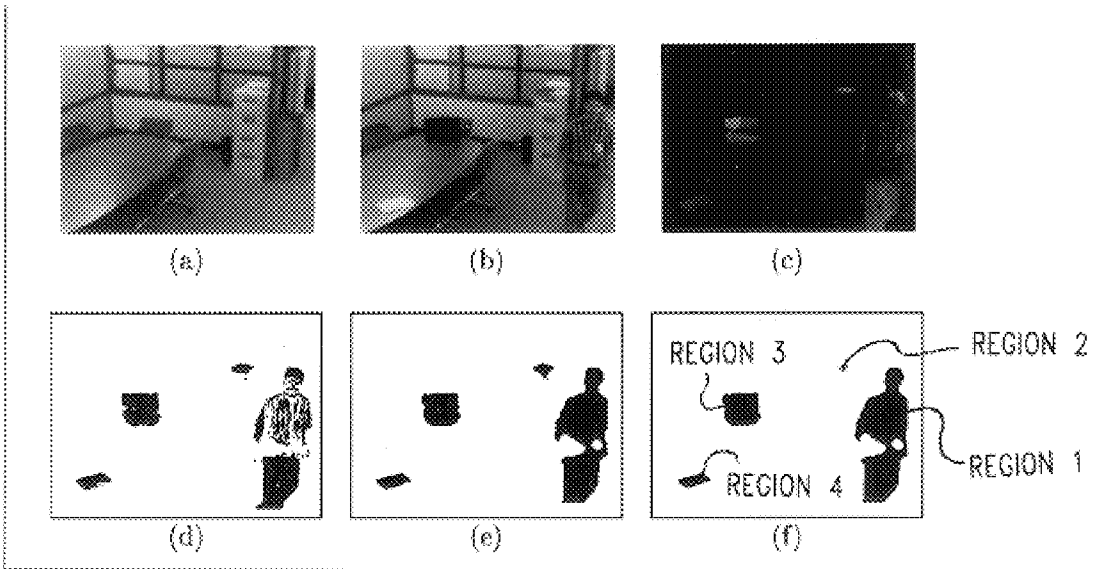 (a)
(b)
(c)
REGION 3
REGION 2
REGION 1
REGION 4
(d)
(e)
(f)